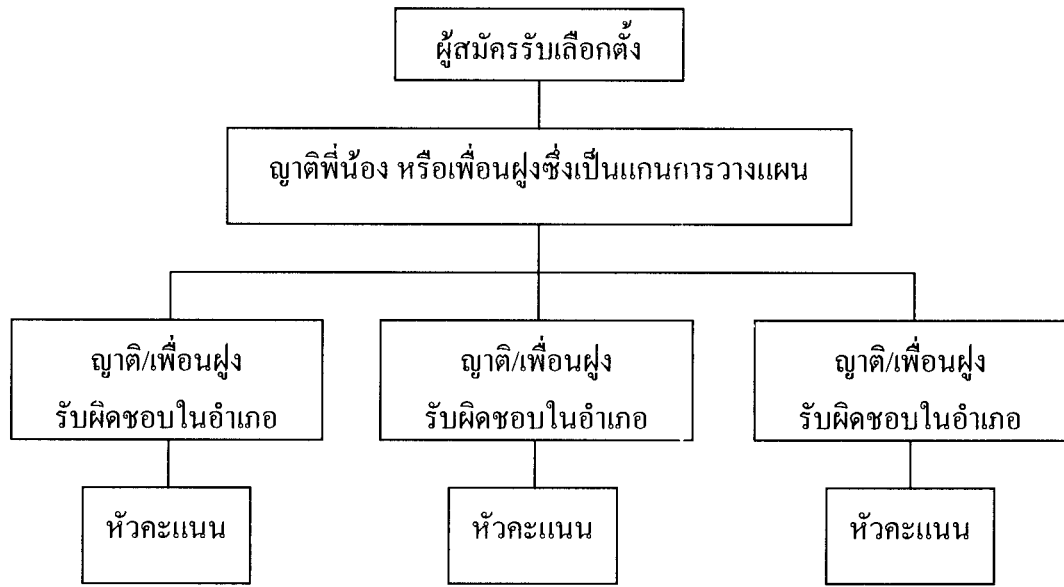 ผู้สมัครรับเลือกตั้ง
ญาติพี่น้อง หรือเพื่อนฝูงซึ่งเป็นแกนการวางแผน
ญาติ/เพื่อนฝูง
รับผิดชอบในอำเภอ
ญาติ/เพื่อนฝูง
รับผิดชอบในอำเภอ
ญาติ/เพื่อนฝูง
รับผิดชอบในอำเภอ
หัวคะแนน
หัวคะแนน
หัวคะแนน